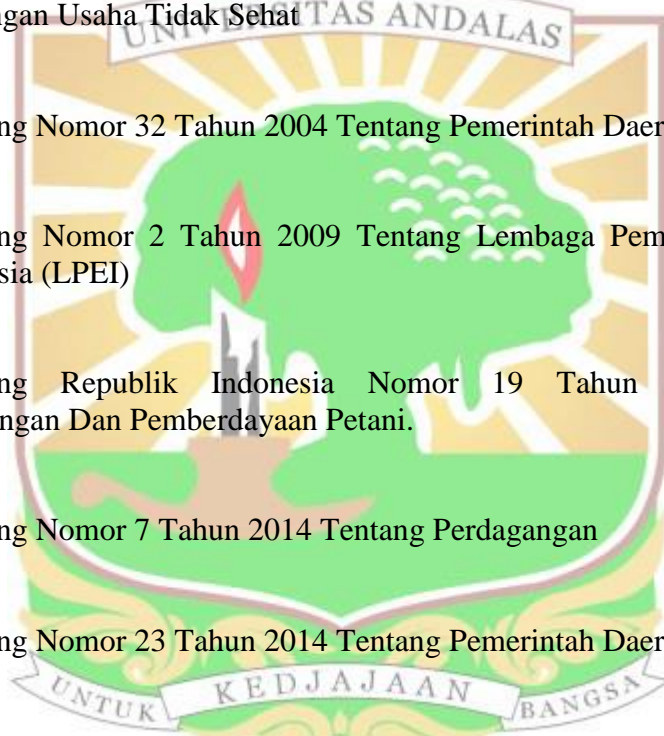 ngan Usaha Tidak Sehat
UNIVERSITAS ANDALAS
ng Nomor 32 Tahun 2004 Tentang Pemerintah Daer
ng Nomor 2 Tahun 2009 Tentang Lembaga Pem
sia (LPEI)
ng Republik Indonesia Nomor 19 Tahun
ngan Dan Pemberdayaan Petani.
ng Nomor 7 Tahun 2014 Tentang Perdagangan
ng Nomor 23 Tahun 2014 Tentang Pemerintah Daer
UNTUK KEDJAJAAN BANGSA